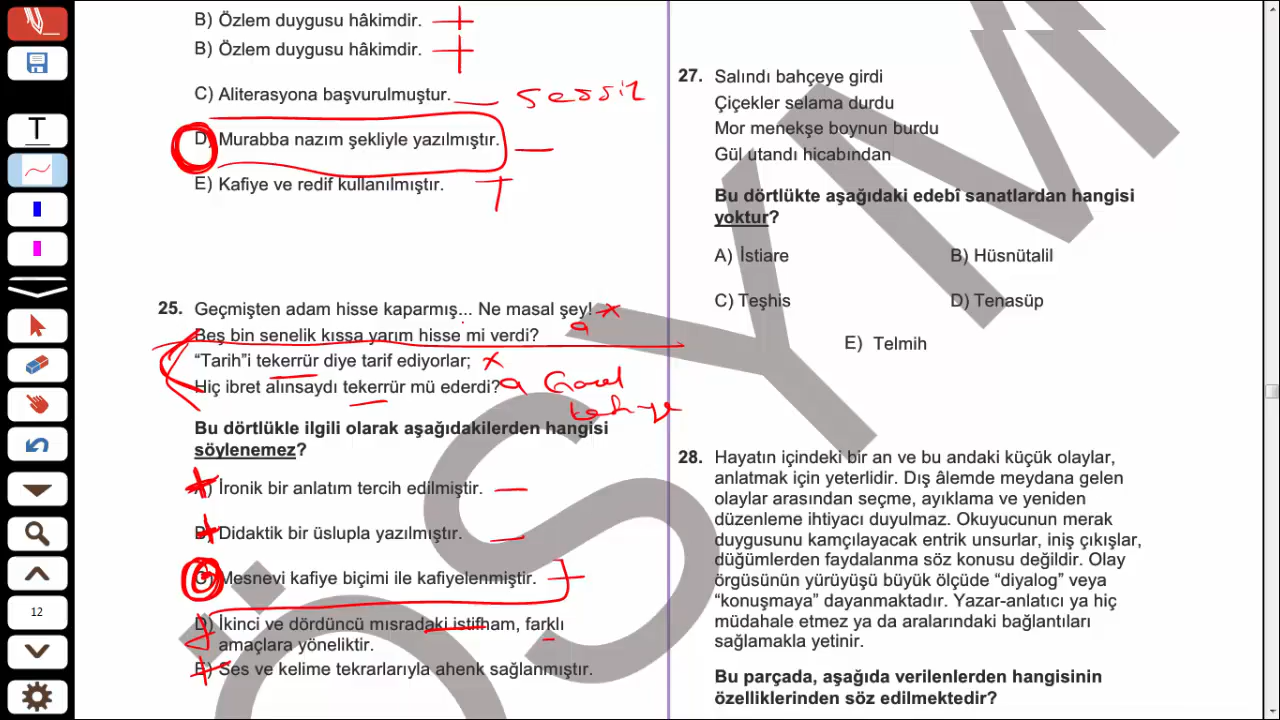 B) Özlem duygusu hâkimdir.
B) Özlem duygusu hâkimdir.
C) Aliterasyona başvurulmuştur. sessiz
D) Murabba nazım şekliyle yazılmıştır.
E) Kafiye ve redif kullanılmıştır.
25. Geçmişten adam hisse kaparmış... Ne masal şey! x
Beş bin senelik kıssa yarım hisse mi verdi? a
“Tarih”i tekerrür diye tarif ediyorlar; x
Hiç ibret alınsaydı tekerrür mü ederdi? a
Bu dörtlükle ilgili olarak aşağıdakilerden hangisi
söylenemez?
A) İronik bir anlatım tercih edilmiştir.
B) Didaktik bir üslupla yazılmıştır.
C) Mesnevi kafiye biçimi ile kafiyelenmiştir.
D) İkinci ve dördüncü mısradaki istifham, farklı
amaçlara yöneliktir.
E) Ses ve kelime tekrarlarıyla ahenk sağlanmıştır.
27. Salındı bahçeye girdi
Çiçekler selama durdu
Mor menekşe boynun burdu
Gül utandı hicabından
Bu dörtlükte aşağıdaki edebî sanatlardan hangisi
yoktur?
A) İstiare B) Hüsnütalil
C) Teşhis D) Tenasüp
E) Telmih
28. Hayatın içindeki bir an ve bu andaki küçük olaylar,
anlatmak için yeterlidir. Dış âlemde meydana gelen
olaylar arasından seçme, ayıklama ve yeniden
düzenleme ihtiyacı duyulmaz. Okuyucunun merak
duygusunu kamçılayacak entrik unsurlar, iniş çıkışlar,
düğümlerden faydalanma söz konusu değildir. Olay
örgüsünün yürüyüşü büyük ölçüde “diyalog” veya
“konuşmaya” dayanmaktadır. Yazar-anlatıcı ya hiç
müdahale etmez ya da aralarındaki bağlantıları
sağlamakla yetinir.
Bu parçada, aşağıda verilenlerden hangisinin
özelliklerinden söz edilmektedir?
ÖSYM
T
12